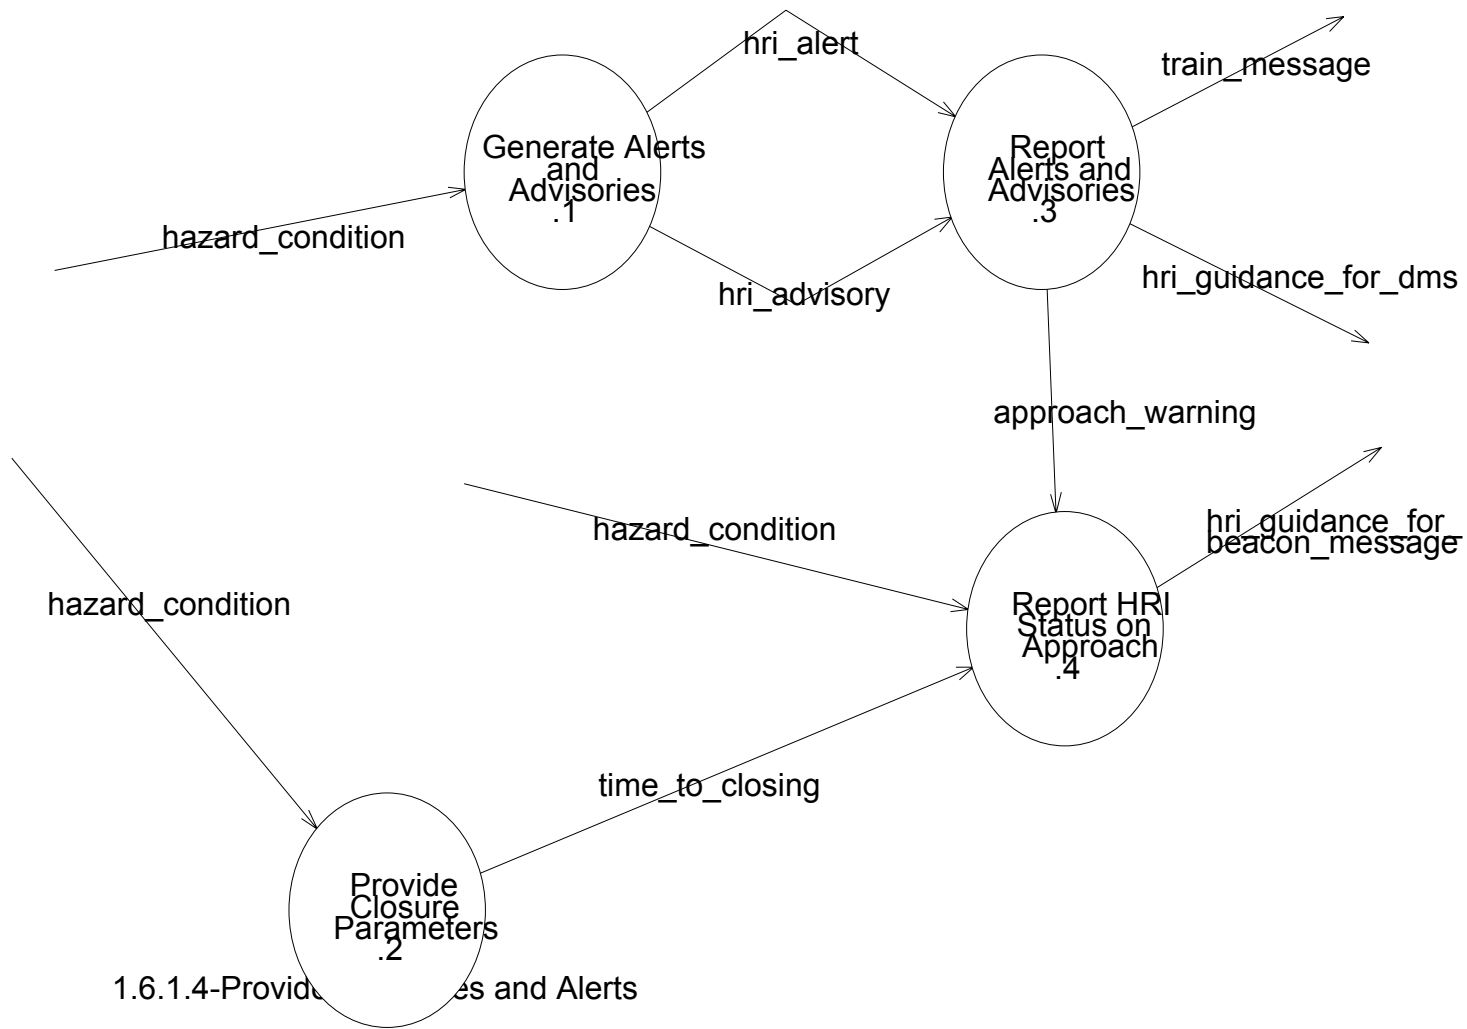 hri_alert
train_message
Generate Alerts
and
Advisories
.1
Report
Alerts and
Advisories
.3
hazard_condition
hri_advisory
hri_guidance_for_dms
approach_warning
hazard_condition
hri_guidance_for_
beacon_message
hazard_condition
Report HRI
Status on
Approach
.4
time_to_closing
Provide
Closure
Parameters
.2
1.6.1.4-Provid es and Alerts